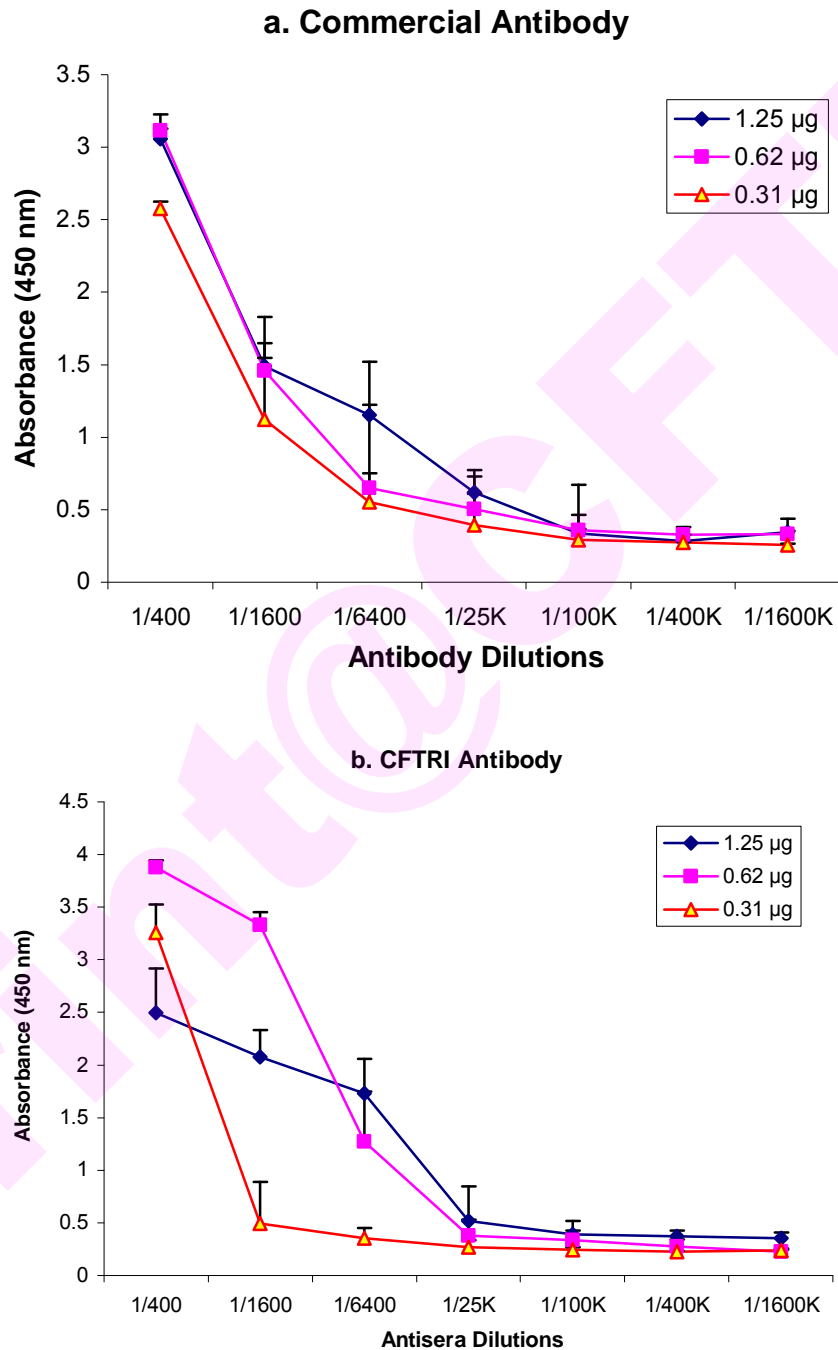 a. Commercial Antibody
3.5
3
2.5
2
1.5
1
0.5
0
Absorbance (450 nm)
1.25 µg
0.62 µg
0.31 µg
1/400 1/1600 1/6400 1/25K 1/100K 1/400K 1/1600K
Antibody Dilutions
b. CFTRI Antibody
4.5
4
3.5
3
2.5
2
1.5
1
0.5
0
Absorbance (450 nm)
1.25 µg
0.62 µg
0.31 µg
1/400 1/1600 1/6400 1/25K 1/100K 1/400K 1/1600K
Antisera Dilutions